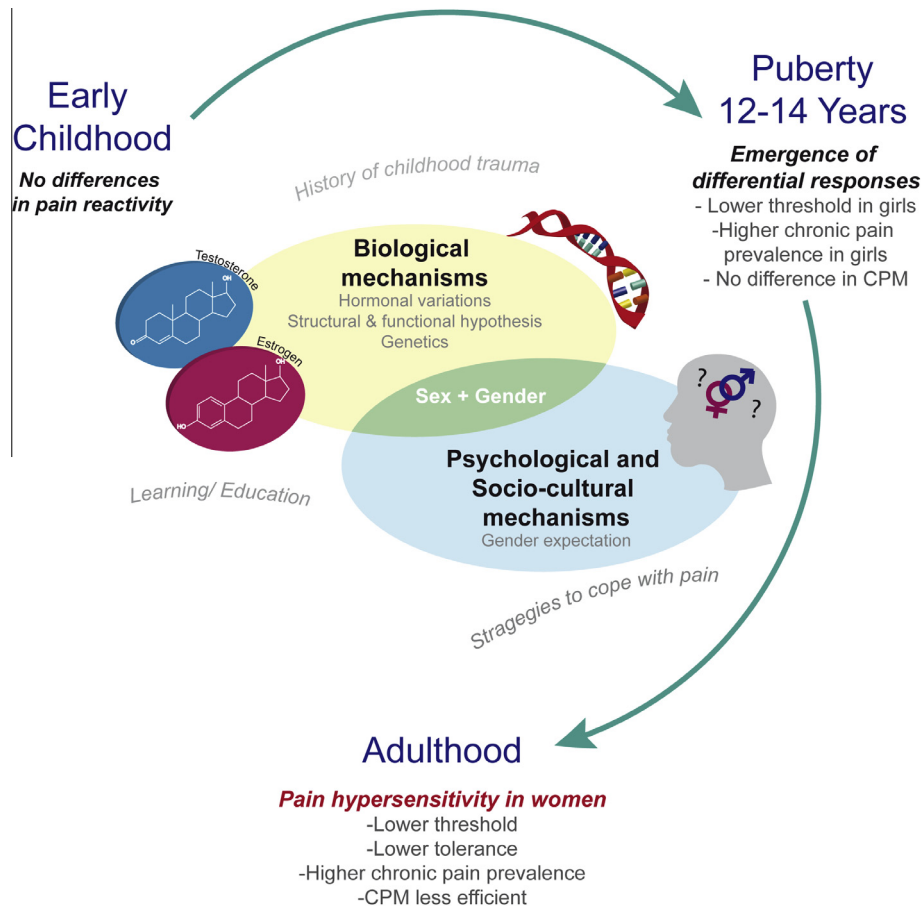 Early
Childhood
No differences
in pain reactivity
Puberty
12-14 Years
Emergence of
differential responses
- Lower threshold in girls
-Higher chronic pain
prevalence in girls
- No difference in CPM
History of childhood trauma
Biological
mechanisms
Hormonal variations
Structural & functional hypothesis
Genetics
Testosterone
OH
O
Estrogen
OH
HO
Sex + Gender
? ?
Psychological and
Socio-cultural
mechanisms
Gender expectation
Learning/ Education
Stragegies to cope with pain
Adulthood
Pain hypersensitivity in women
-Lower threshold
-Lower tolerance
-Higher chronic pain prevalence
-CPM less efficient